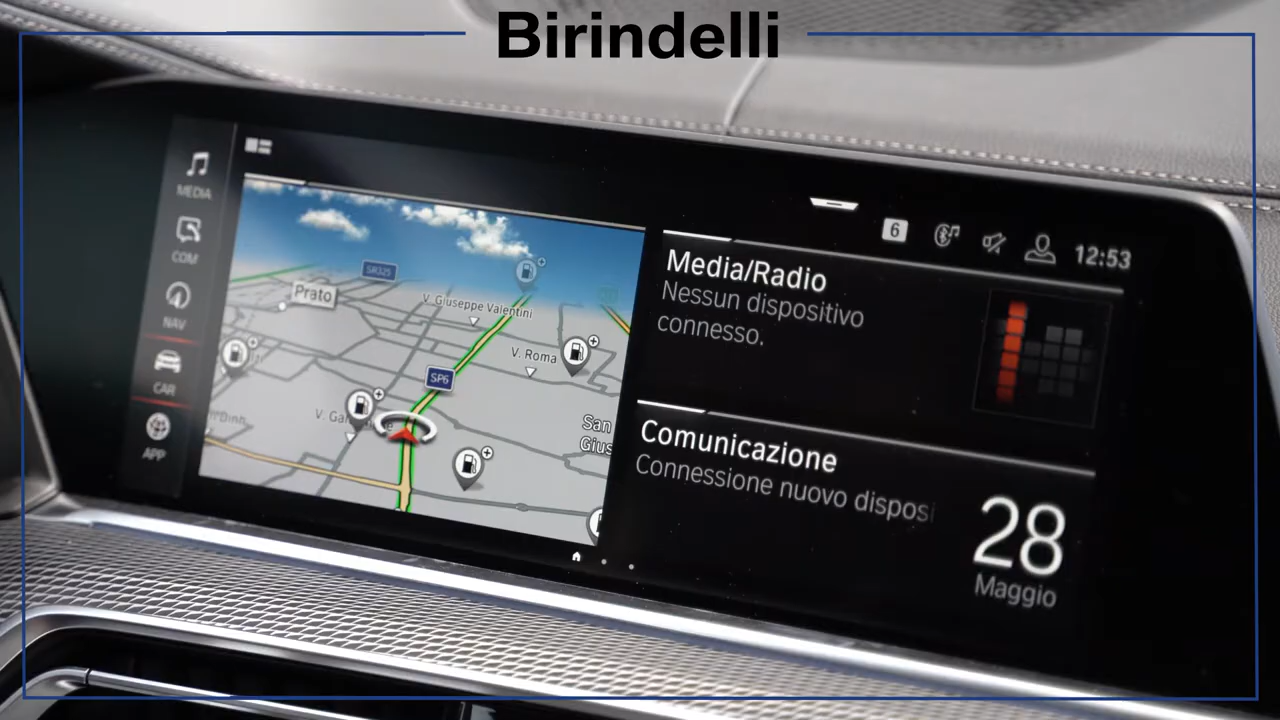 Birindelli
MEDIA
COM
NAV
CAR
APP
SR325
Prato
V. Giuseppe Valentini
V. Roma
SP6
San
Gius
6
12:53
Media/Radio
Nessun dispositivo
connesso.
Comunicazione
Connessione nuovo disposi
28
Maggio